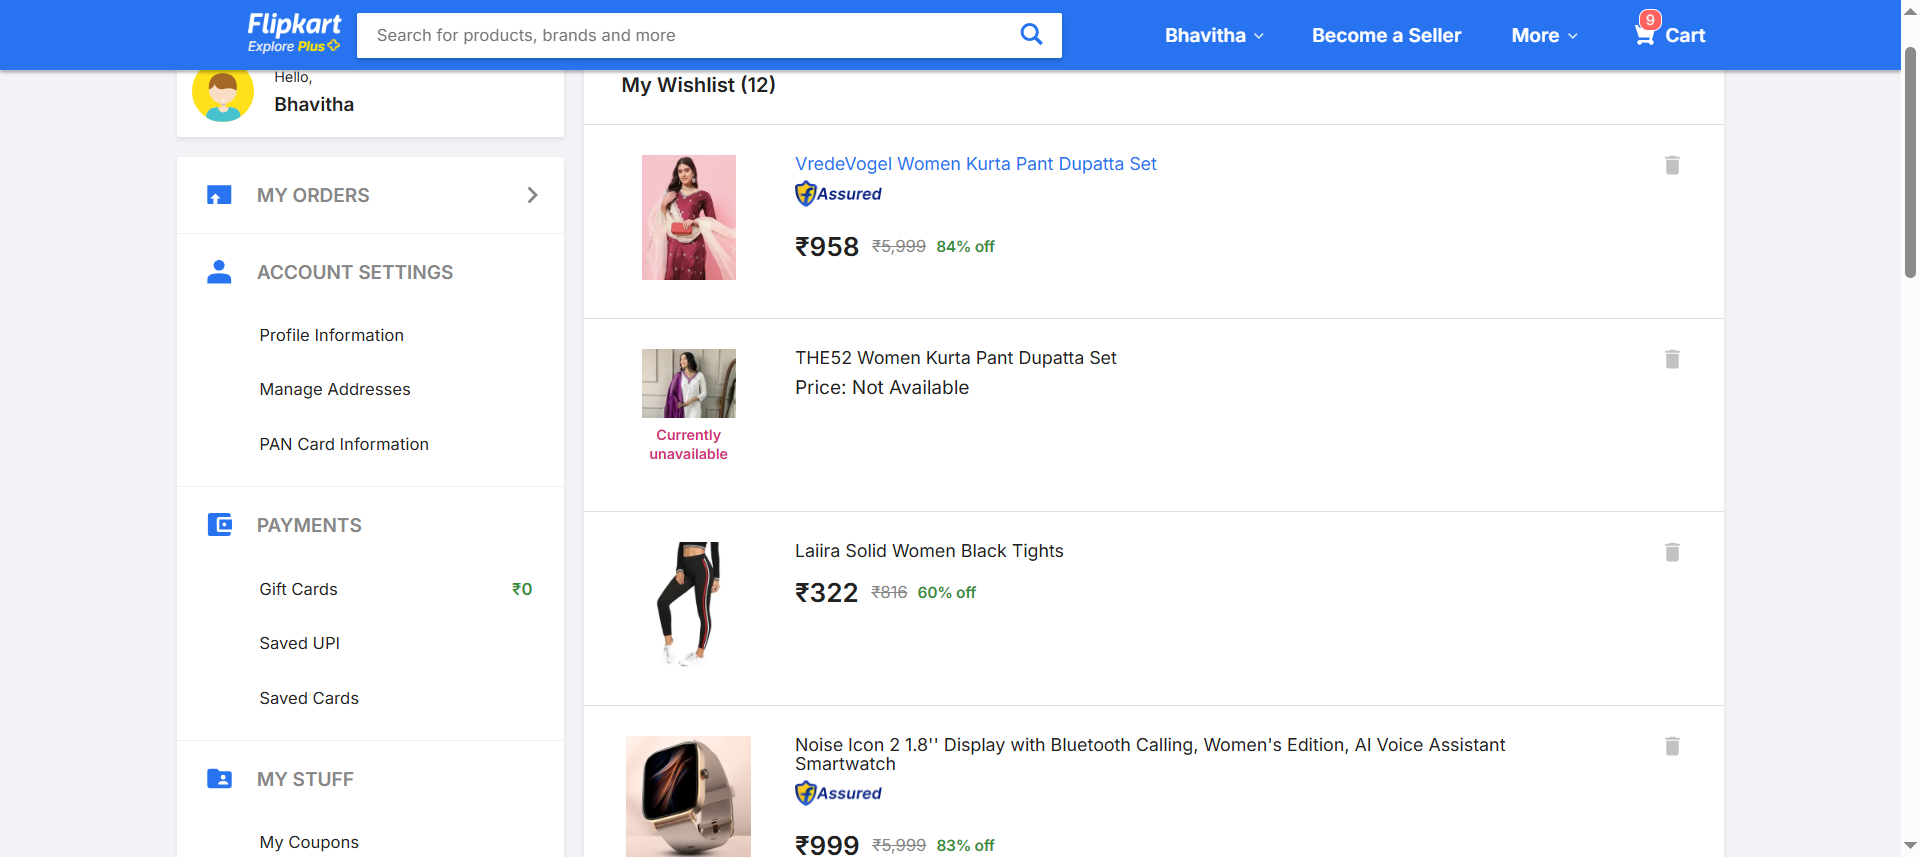 Flipkart
Explore Plus
Search for products, brands and more
Bhavitha
Become a Seller
More
9
Cart
Hello,
Bhavitha
MY ORDERS
ACCOUNT SETTINGS
Profile Information
Manage Addresses
PAN Card Information
PAYMENTS
Gift Cards ₹0
Saved UPI
Saved Cards
MY STUFF
My Coupons
My Wishlist (12)
VredeVogel Women Kurta Pant Dupatta Set
Assured
₹958 ₹5,999 84% off
THE52 Women Kurta Pant Dupatta Set
Price: Not Available
Currently
unavailable
Laiira Solid Women Black Tights
₹322 ₹816 60% off
Noise Icon 2 1.8'' Display with Bluetooth Calling, Women's Edition, AI Voice Assistant
Smartwatch
Assured
₹999 ₹5,999 83% off